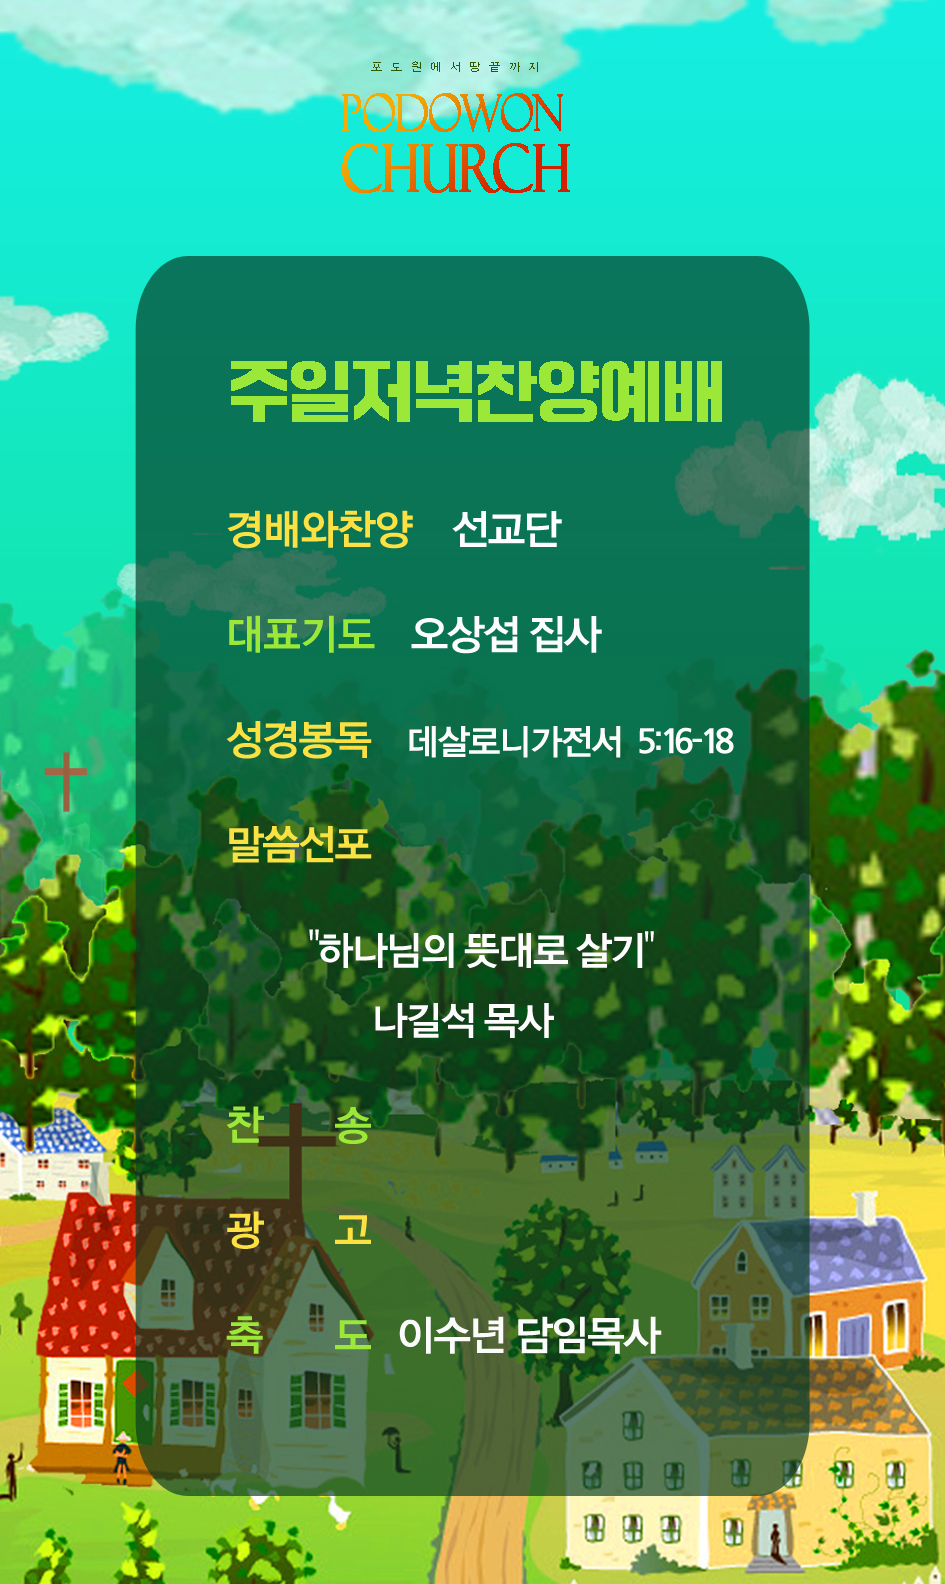 포도원에서땅끝까지
PODOWON
CHURCH
주일저녁찬양예배
경배와찬양 선교단
대표기도 오상섭 집사
성경봉독 데살로니가전서 5:16-18
말씀선포
"하나님의 뜻대로 살기"
나길석 목사
찬 송
광 고
축 도 이수년 담임목사